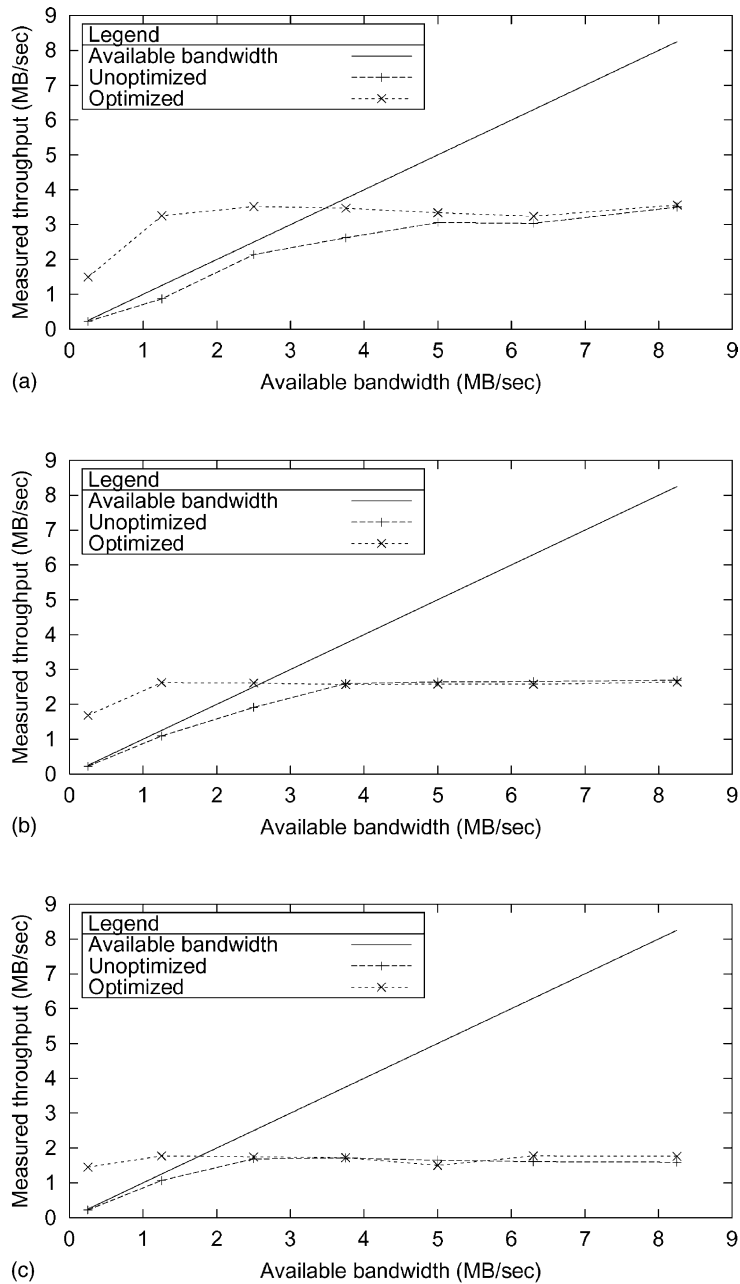 9
8
7
6
5
4
3
2
1
0
Measured throughput (MB/sec)
Legend
Available bandwidth
Unoptimized
Optimized
0 1 2 3 4 5 6 7 8 9
(a) Available bandwidth (MB/sec)
9
8
7
6
5
4
3
2
1
0
Measured throughput (MB/sec)
Legend
Available bandwidth
Unoptimized
Optimized
0 1 2 3 4 5 6 7 8 9
(b) Available bandwidth (MB/sec)
9
8
7
6
5
4
3
2
1
0
Measured throughput (MB/sec)
Legend
Available bandwidth
Unoptimized
Optimized
0 1 2 3 4 5 6 7 8 9
(c) Available bandwidth (MB/sec)